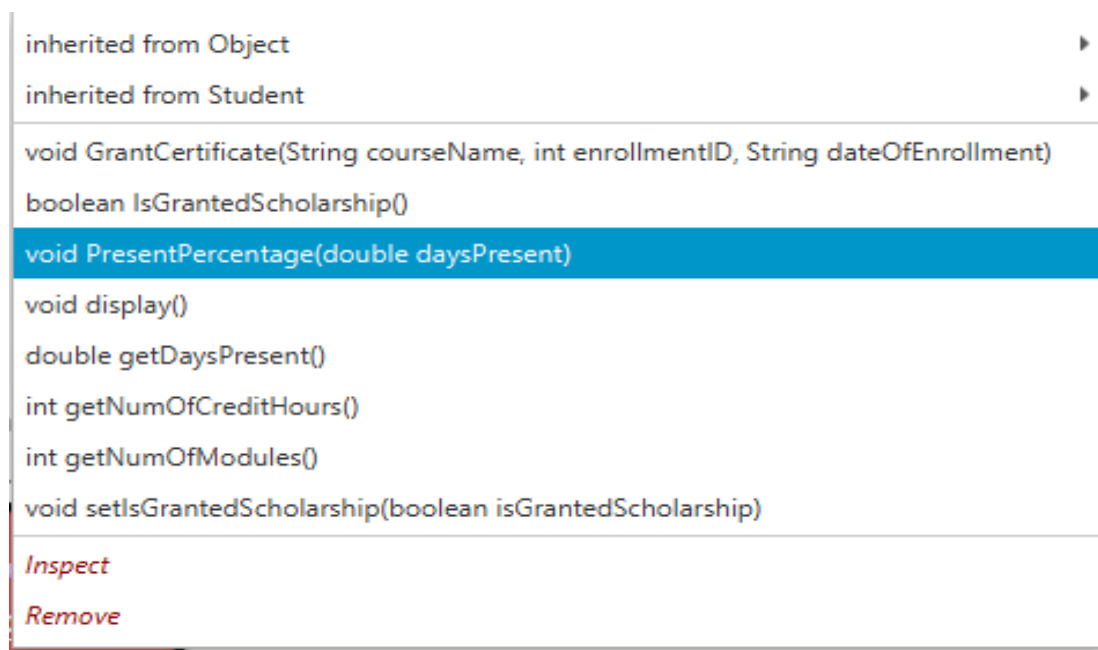 inherited from Object
inherited from Student
void GrantCertificate(String courseName, int enrollmentID, String dateOfEnrollment)
boolean IsGrantedScholarship()
void PresentPercentage(double daysPresent)
void display()
double getDaysPresent()
int getNumOfCreditHours()
int getNumOfModules()
void setIsGrantedScholarship(boolean isGrantedScholarship)
Inspect
Remove